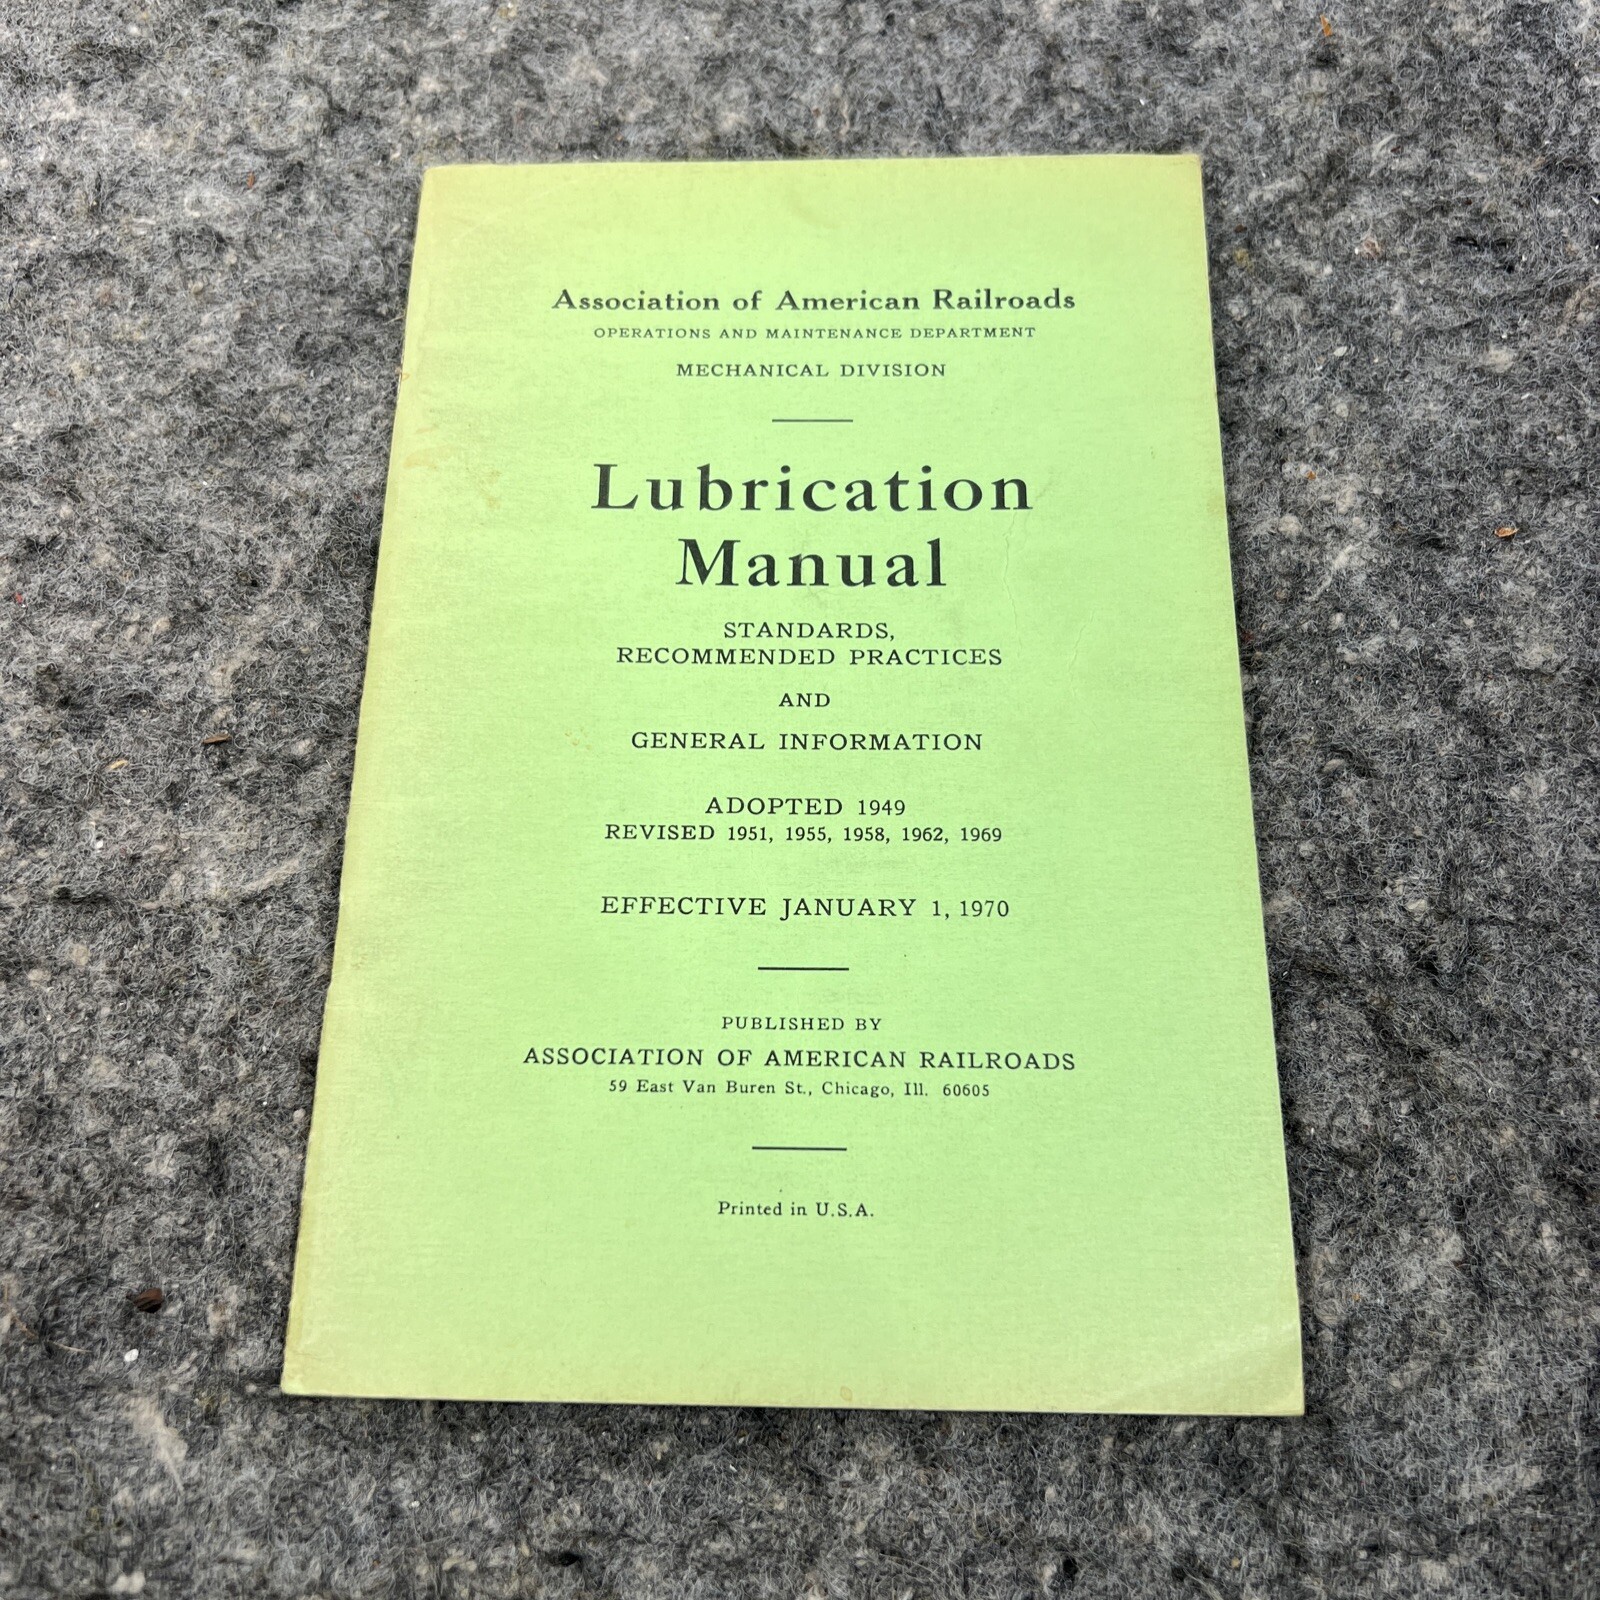 Association of American Railroads
OPERATIONS AND MAINTENANCE DEPARTMENT
MECHANICAL DIVISION
Lubrication
Manual
STANDARDS,
RECOMMENDED PRACTICES
AND
GENERAL INFORMATION
ADOPTED 1949
REVISED 1951, 1955, 1958, 1962, 1969
EFFECTIVE JANUARY 1, 1970
PUBLISHED BY
ASSOCIATION OF AMERICAN RAILROADS
59 East Van Buren St., Chicago, Ill. 60605
Printed in U.S.A.